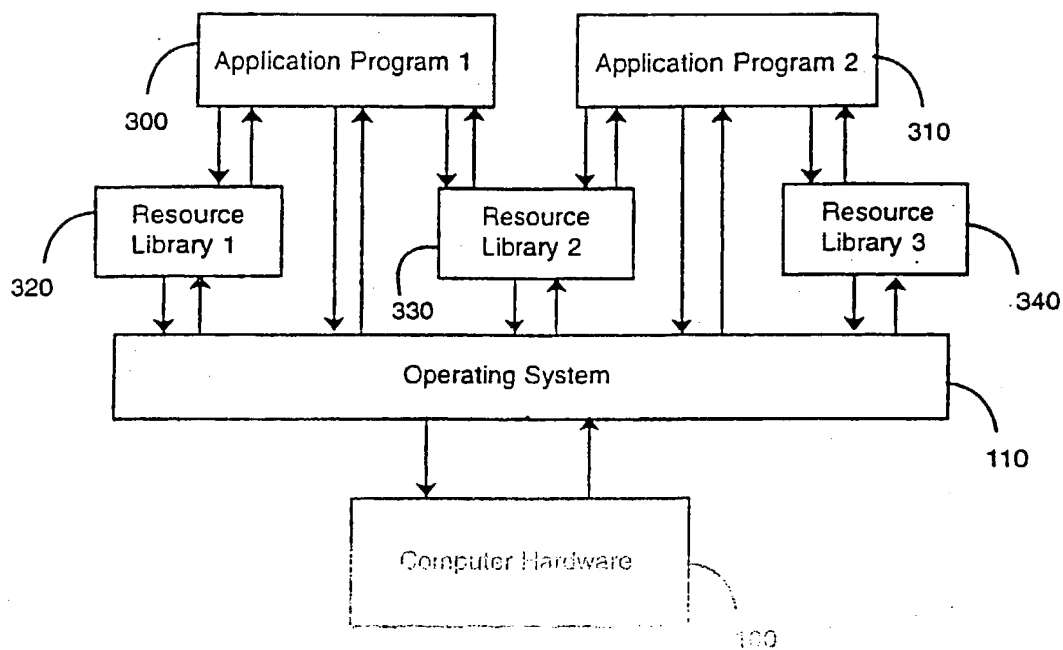 Application Program 1
Application Program 2
300
310
Resource
Library 1
Resource
Library 2
Resource
Library 3
320
330
340
Operating System
110
Computer Hardware
100